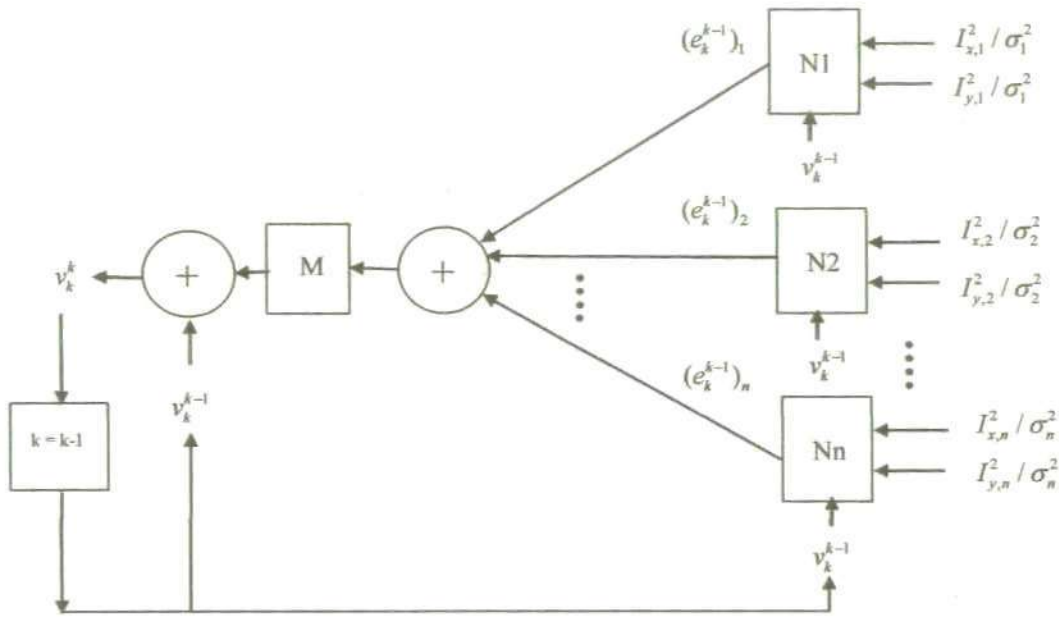 (e_k^{k-1})_1
N1
I_{x,1}^2 / σ_1^2
I_{y,1}^2 / σ_1^2
v_k^{k-1}
(e_k^{k-1})_2
N2
I_{x,2}^2 / σ_2^2
I_{y,2}^2 / σ_2^2
v_k^{k-1}
v_k^k
+
M
+
(e_k^{k-1})_n
Nn
I_{x,n}^2 / σ_n^2
I_{y,n}^2 / σ_n^2
v_k^{k-1}
k = k-1
v_k^{k-1}